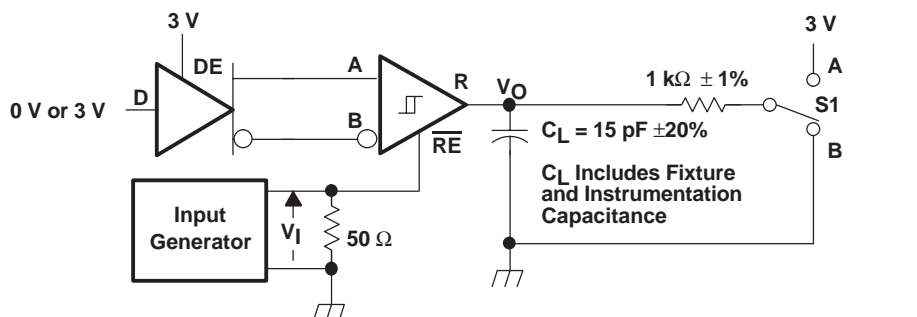 3 V
DE
D
0 V or 3 V
A
B
R
RE
VO
1 kΩ ± 1%
3 V
A
S1
B
CL = 15 pF ±20%
CL Includes Fixture
and Instrumentation
Capacitance
Input
Generator
VI
50 Ω